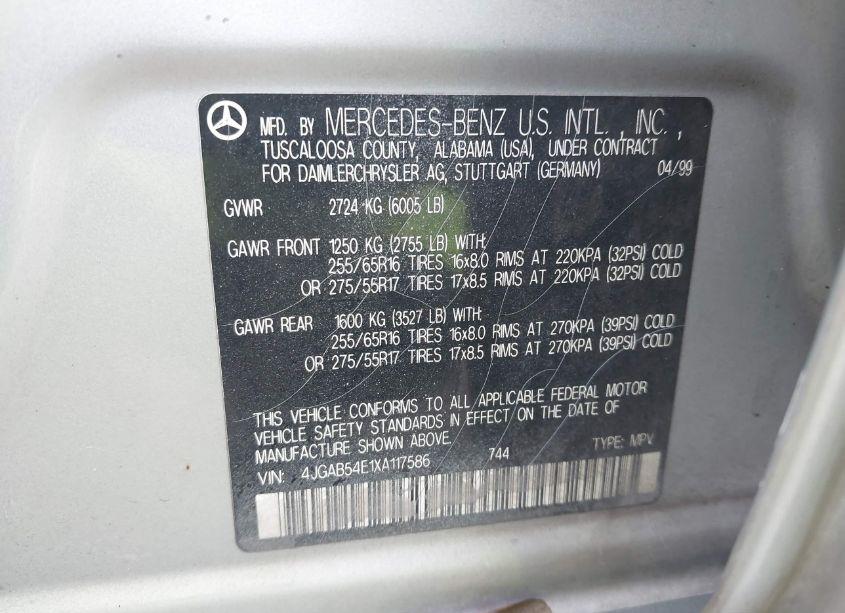 MFD. BY MERCEDES-BENZ U.S. INTL., INC.,
TUSCALOOSA COUNTY, ALABAMA (USA), UNDER CONTRACT
FOR DAIMLERCHRYSLER AG, STUTTGART (GERMANY) 04/99
GVWR 2724 KG (6005 LB)
GAWR FRONT 1250 KG (2755 LB) WITH:
255/65R16 TIRES 16x8.0 RIMS AT 220KPA (32PSI) COLD
OR 275/55R17 TIRES 17x8.5 RIMS AT 220KPA (32PSI) COLD
GAWR REAR 1600 KG (3527 LB) WITH:
255/65R16 TIRES 16x8.0 RIMS AT 270KPA (39PSI) COLD
OR 275/55R17 TIRES 17x8.5 RIMS AT 270KPA (39PSI) COLD
THIS VEHICLE CONFORMS TO ALL APPLICABLE FEDERAL MOTOR
VEHICLE SAFETY STANDARDS IN EFFECT ON THE DATE OF
MANUFACTURE SHOWN ABOVE.
VIN: 4JGAB54E1XA117586 744 TYPE: MPV